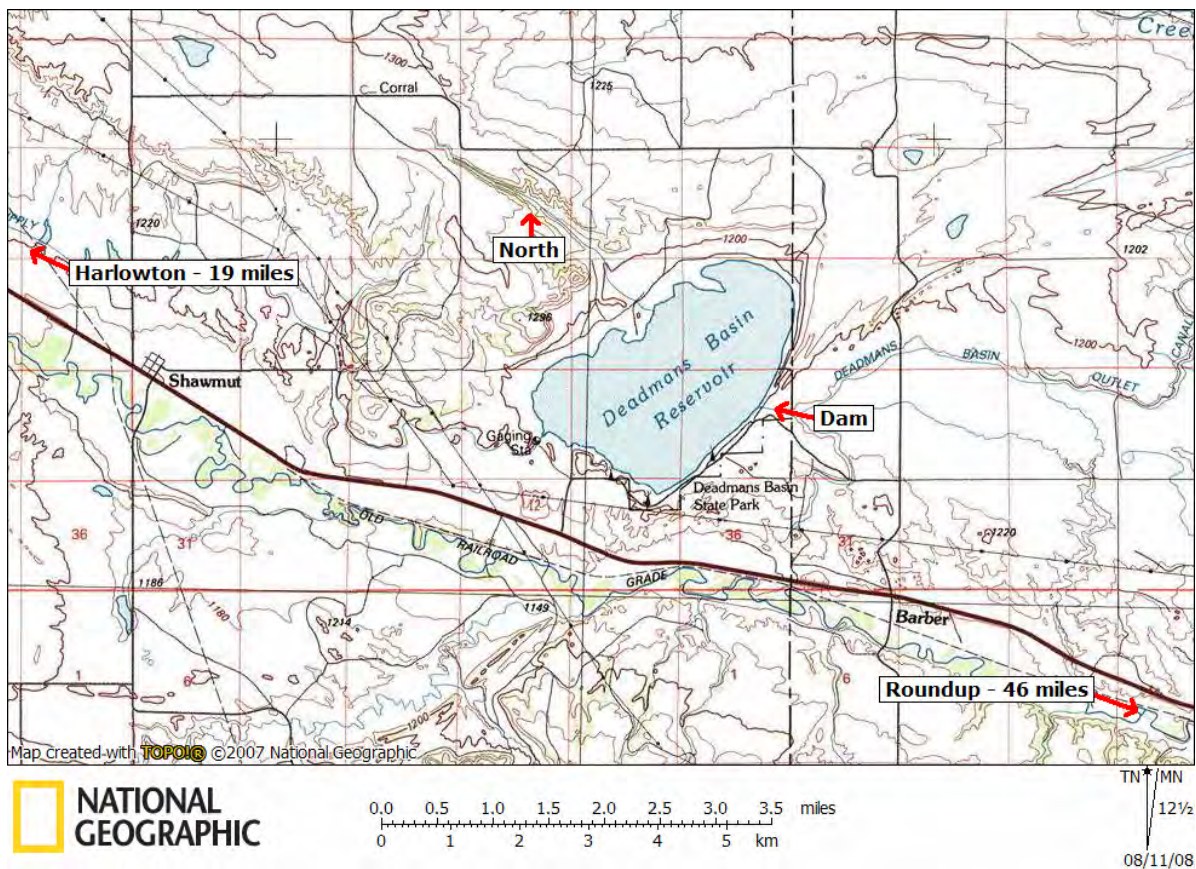 Cree
1300
Corral
1225
UPPLY
1220
North
1200
1202
Harlowton - 19 miles
1296
Deadmans Basin
Reservoir
DEADMANS
BASIN
OUTLET
CANAL
1200
Shawmut
Dam
Gaging
Sta
Deadmans Basin
State Park
12
36
31
OLD
RAILROAD
GRADE
36
31
1220
1186
1180
1214
1149
Barber
1
6
1
6
Roundup - 46 miles
1200
Map created with TOPO!® ©2007 National Geographic
NATIONAL
GEOGRAPHIC
0.0 0.5 1.0 1.5 2.0 2.5 3.0 3.5 miles
0 1 2 3 4 5 km
TN MN
12½
08/11/08